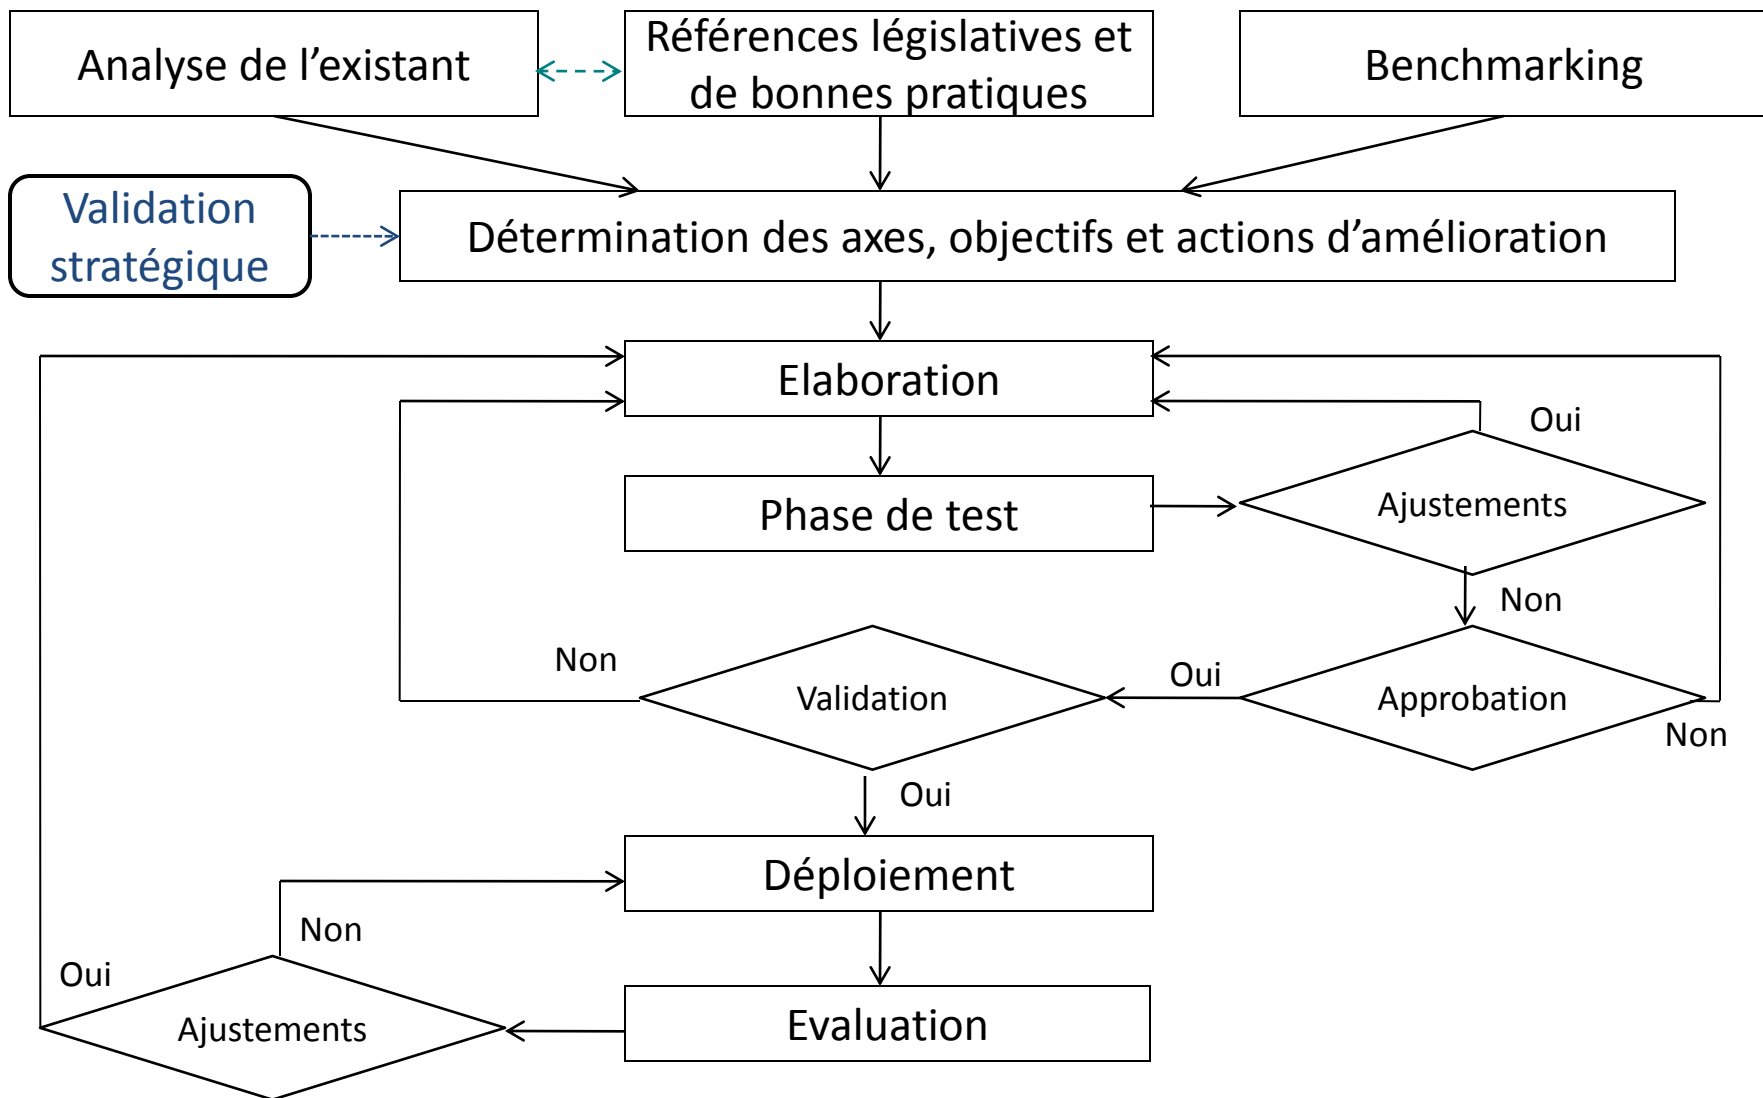 Analyse de l’existant
Références législatives et
de bonnes pratiques
Benchmarking
Validation
stratégique
Détermination des axes, objectifs et actions d’amélioration
Elaboration
Oui
Phase de test
Ajustements
Non
Non
Validation
Oui
Approbation
Non
Oui
Déploiement
Non
Oui
Ajustements
Evaluation